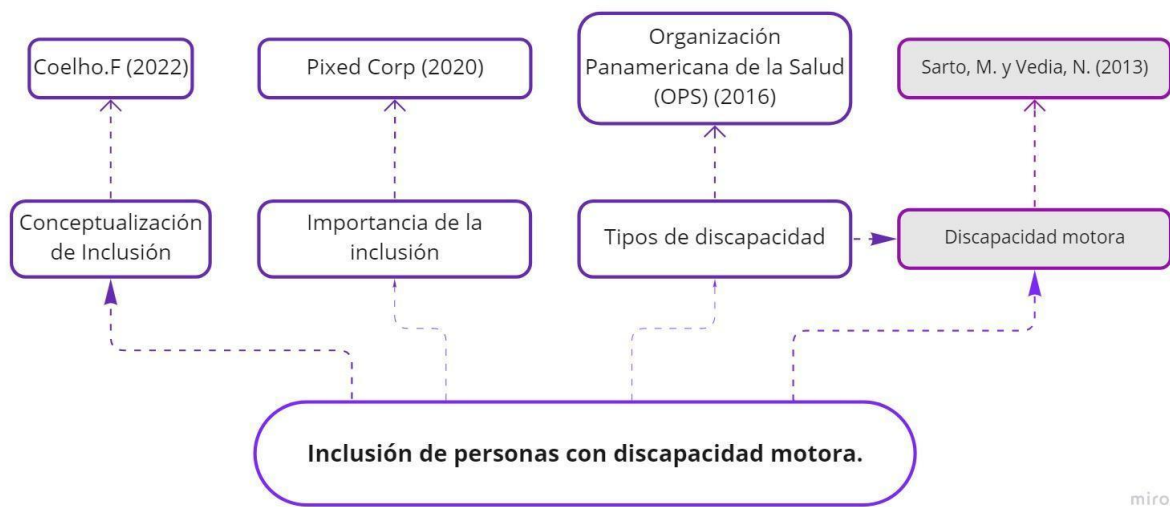 Coelho.F (2022)
Pixed Corp (2020)
Organización
Panamericana de la Salud
(OPS) (2016)
Sarto, M. y Vedia, N. (2013)
Conceptualización
de Inclusión
Importancia de la
inclusión
Tipos de discapacidad
Discapacidad motora
Inclusión de personas con discapacidad motora.
miro